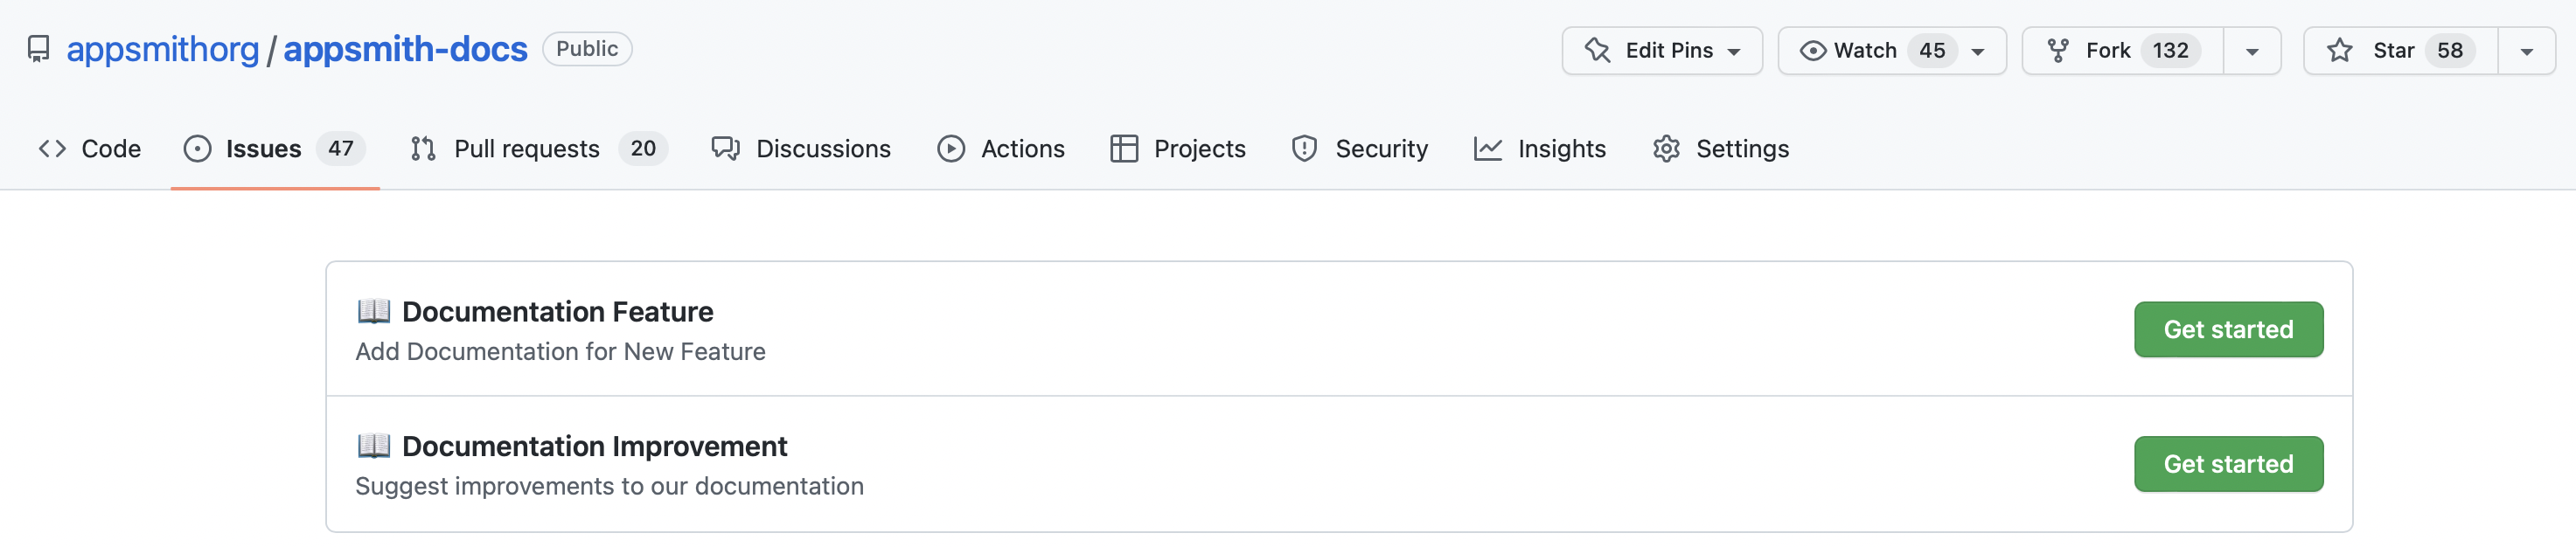 appsmithorg / appsmith-docs Public Edit Pins Watch 45 Fork 132 Star 58
Code Issues 47 Pull requests 20 Discussions Actions Projects Security Insights Settings
Documentation Feature
Add Documentation for New Feature
Get started
Documentation Improvement
Suggest improvements to our documentation
Get started